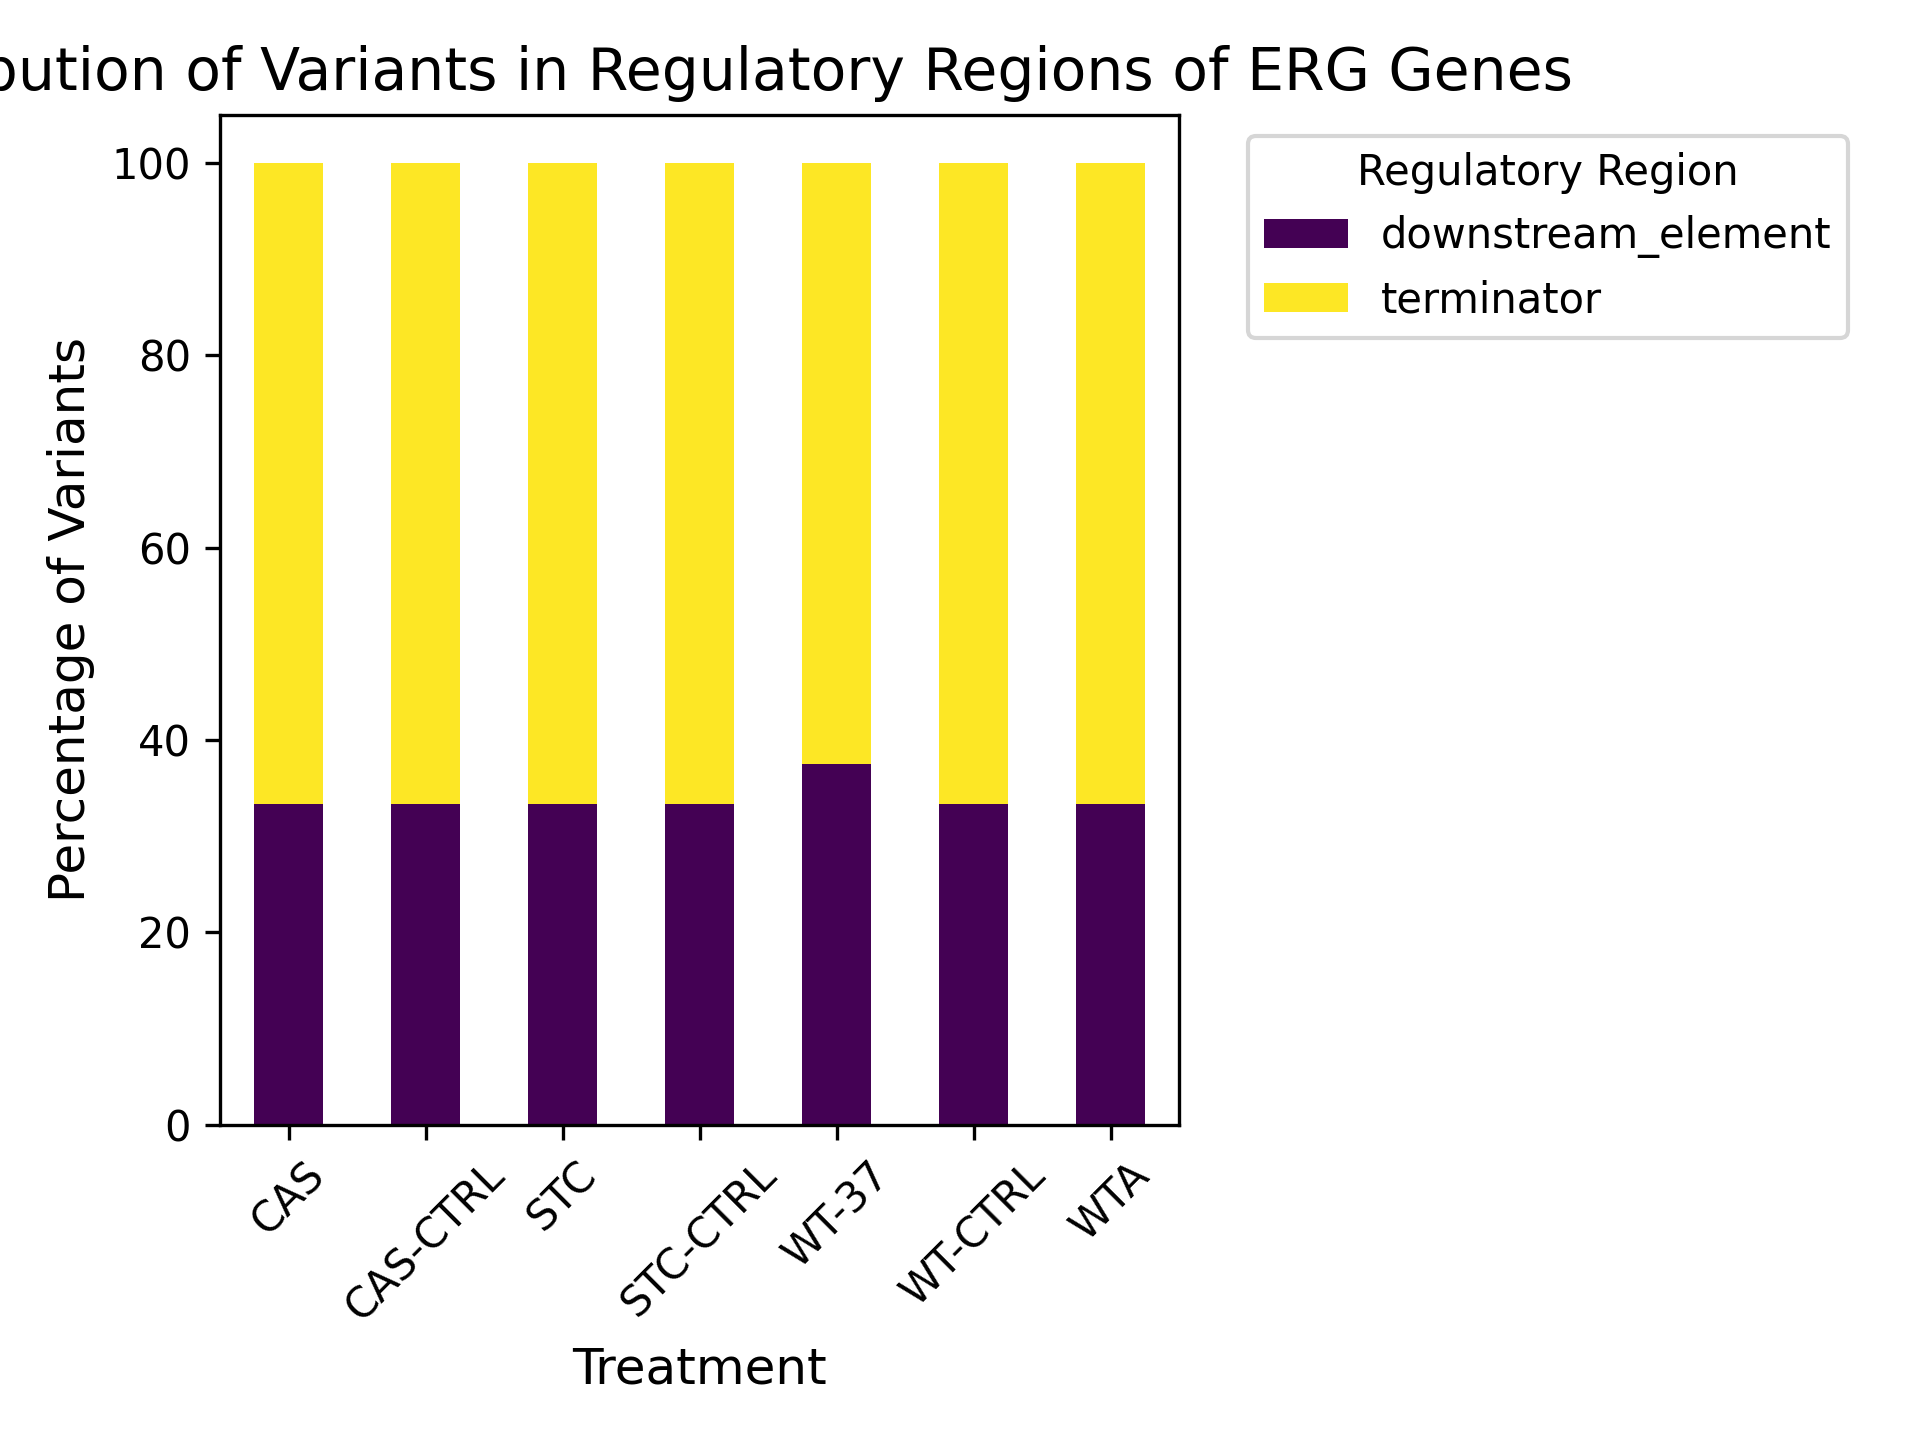 of Variants in Regulatory Regions of ERG Genes
Regulatory Region
downstream_element
terminator
Percentage of Variants
100
80
60
40
20
0
CAS
CAS-CTRL
STC
STC-CTRL
WT-37
WT-CTRL
WTA
Treatment